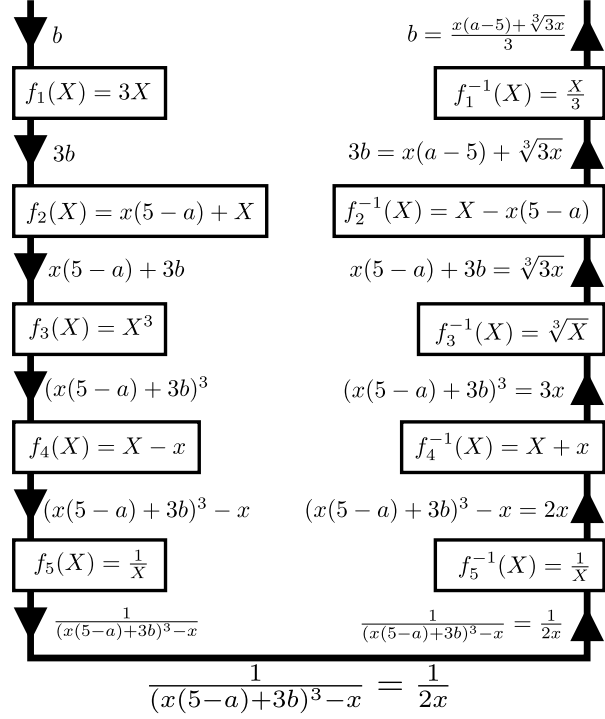 b
f₁(X) = 3X
3b
f₂(X) = x(5 − a) + X
x(5 − a) + 3b
f₃(X) = X³
(x(5 − a) + 3b)³
f₄(X) = X − x
(x(5 − a) + 3b)³ − x
f₅(X) = 1/X
1/((x(5−a)+3b)³−x)
1/((x(5−a)+3b)³−x) = 1/(2x)
1/((x(5−a)+3b)³−x) = 1/(2x)
f₅⁻¹(X) = 1/X
(x(5 − a) + 3b)³ − x = 2x
f₄⁻¹(X) = X + x
(x(5 − a) + 3b)³ = 3x
f₃⁻¹(X) = ∛X
x(5 − a) + 3b = ∛(3x)
f₂⁻¹(X) = X − x(5 − a)
3b = x(a − 5) + ∛(3x)
f₁⁻¹(X) = X/3
b = (x(a−5)+∛(3x))/3